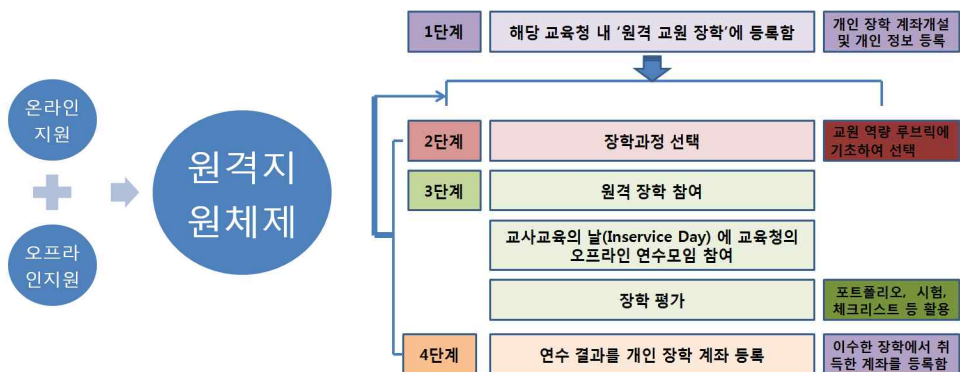 온라인
지원
오프라
인지원
원격지
원체제
1단계
해당 교육청 내 ‘원격 교원 장학’에 등록함
개인 장학 계좌개설
및 개인 정보 등록
2단계
장학과정 선택
교원 역량 루브릭에
기초하여 선택
3단계
원격 장학 참여
교사교육의 날(Inservice Day) 에 교육청의
오프라인 연수모임 참여
장학 평가
포트폴리오, 시험,
체크리스트 등 활용
4단계
연수 결과를 개인 장학 계좌 등록
이수한 장학에서 취
득한 계좌를 등록함